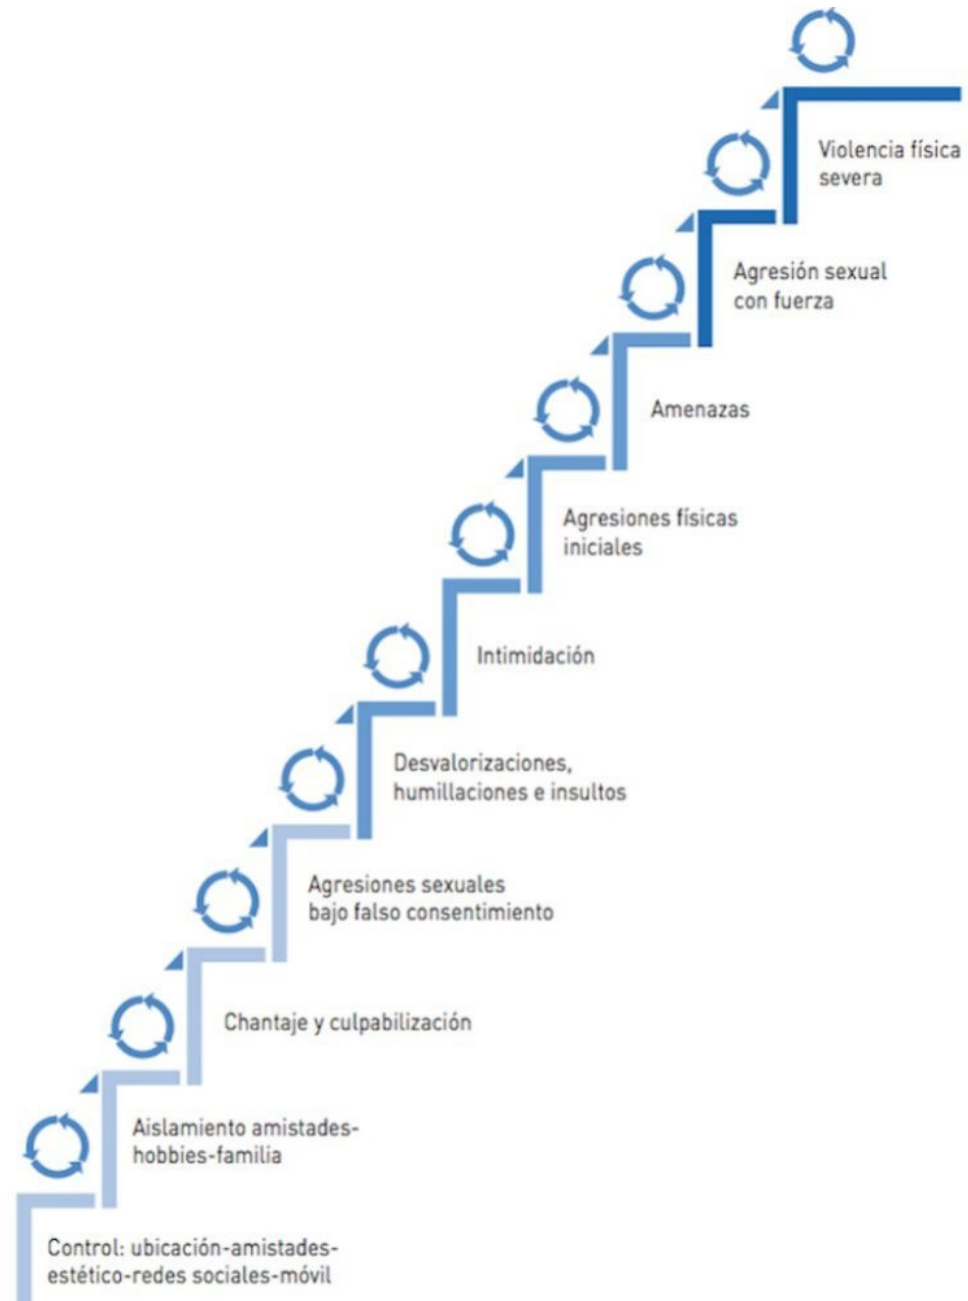 Violencia física
severa
Agresión sexual
con fuerza
Amenazas
Agresiones físicas
iniciales
Intimidación
Desvalorizaciones,
humillaciones e insultos
Agresiones sexuales
bajo falso consentimiento
Chantaje y culpabilización
Aislamiento amistades-
hobbies-familia
Control: ubicación-amistades-
estético-redes sociales-móvil